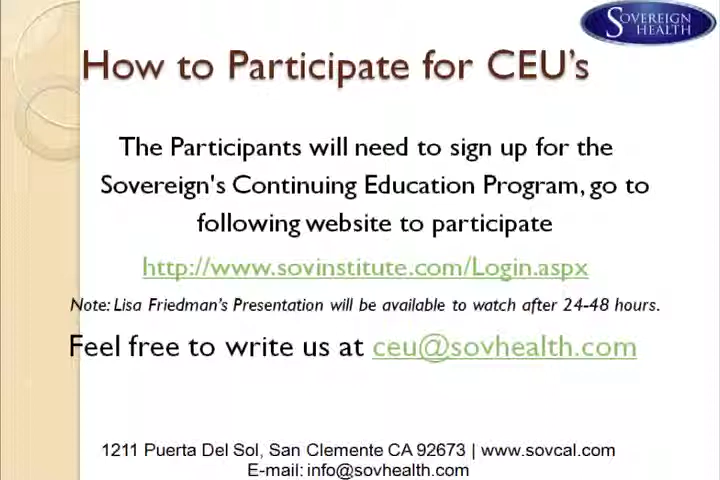 SOVEREIGN
HEALTH
How to Participate for CEU's
The Participants will need to sign up for the
Sovereign's Continuing Education Program, go to
following website to participate
http://www.sovinstitute.com/Login.aspx
Note: Lisa Friedman's Presentation will be available to watch after 24-48 hours.
Feel free to write us at ceu@sovhealth.com
1211 Puerta Del Sol, San Clemente CA 92673 | www.sovcal.com
E-mail: info@sovhealth.com